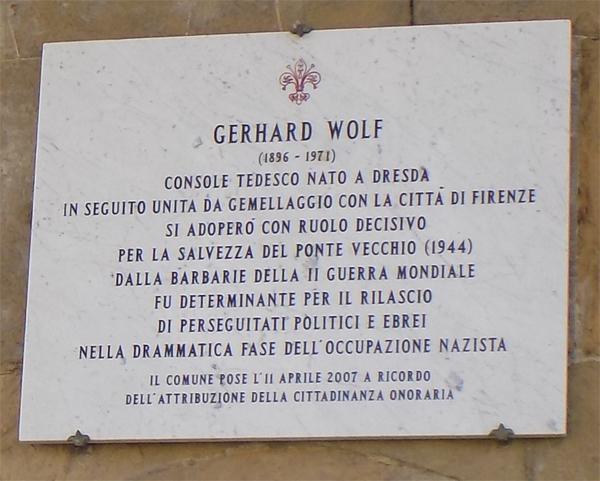 GERHARD WOLF
(1896 - 1971)
CONSOLE TEDESCO NATO A DRESDA
IN SEGUITO UNITA DA GEMELLAGGIO CON LA CITTÀ DI FIRENZE
SI ADOPERÒ CON RUOLO DECISIVO
PER LA SALVEZZA DEL PONTE VECCHIO (1944)
DALLA BARBARIE DELLA II GUERRA MONDIALE
FU DETERMINANTE PER IL RILASCIO
DI PERSEGUITATI POLITICI E EBREI
NELLA DRAMMATICA FASE DELL'OCCUPAZIONE NAZISTA
IL COMUNE POSE L'11 APRILE 2007 A RICORDO
DELL'ATTRIBUZIONE DELLA CITTADINANZA ONORARIA